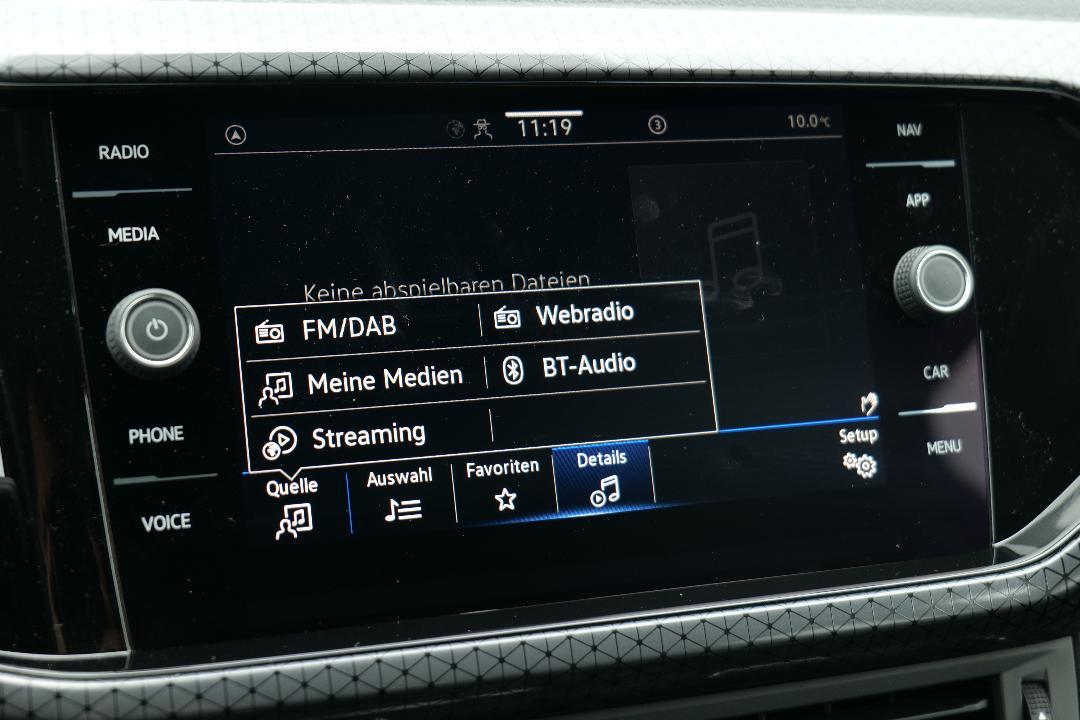 RADIO
MEDIA
PHONE
VOICE
11:19
3
10.0°C
Keine abspielbaren Dateien
FM/DAB
Webradio
Meine Medien
BT-Audio
Streaming
Quelle
Auswahl
Favoriten
Details
Setup
NAV
APP
CAR
MENU